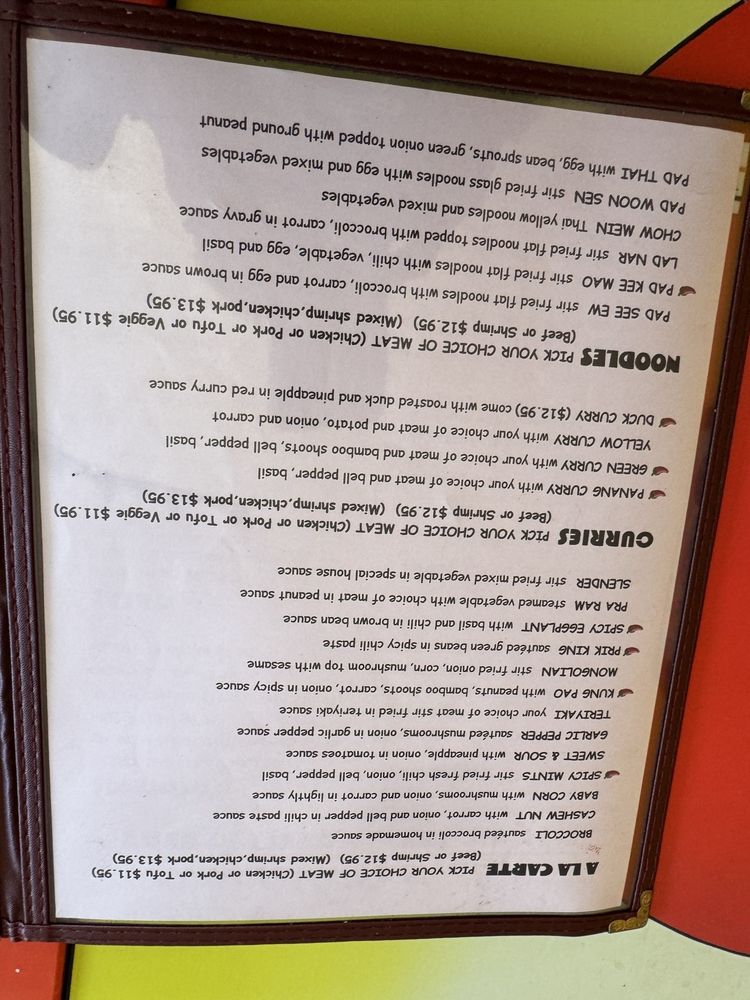 A LA CARTE PICK YOUR CHOICE OF MEAT (Chicken or Pork or Tofu $11.95)
(Beef or Shrimp $12.95) (Mixed shrimp,chicken,pork $13.95)
BROCCOLI sautéed broccoli in homemade sauce
CASHEW NUT with carrot, onion and bell pepper in chili paste sauce
BABY CORN with mushrooms, onion and carrot in lightly sauce
SPICY MINTS stir fried fresh chili, onion, bell pepper, basil
SWEET & SOUR with pineapple, onion in tomatoes sauce
GARLIC PEPPER sautéed mushrooms, onion in garlic pepper sauce
TERIYAKI your choice of meat stir fried in teriyaki sauce
KUNG PAO with peanuts, bamboo shoots, carrot, onion in spicy sauce
MONGOLIAN stir fried onion, corn, mushroom top with sesame
PRIK KING sautéd green beans in spicy chili paste
SPICY EGGPLANT with basil and chili in brown bean sauce
PRA RAM steamed vegetable with choice of meat in peanut sauce
SLENDER stir fried mixed vegetable in special house sauce
CURRIES PICK YOUR CHOICE OF MEAT (Chicken or Pork or Tofu or Veggie $11.95)
(Beef or Shrimp $12.95) (Mixed shrimp,chicken,pork $13.95)
PANANG CURRY with your choice of meat and bell pepper, basil
GREEN CURRY with your choice of meat and bamboo shoots, bell pepper, basil
YELLOW CURRY with your choice of meat and potato, onion and carrot
DUCK CURRY ($12.95) come with roasted duck and pineapple in red curry sauce
NOODLES PICK YOUR CHOICE OF MEAT (Chicken or Pork or Tofu or Veggie $11.95)
(Beef or Shrimp $12.95) (Mixed shrimp,chicken,pork $13.95)
PAD SEE EW stir fried flat noodles with broccoli, carrot and egg in brown sauce
PAD KEE MAO stir fried flat noodles with chili, vegetable, egg and basil
LAD NAR stir fried flat noodles topped with broccoli, carrot in gravy sauce
CHOW MEIN Thai yellow noodles and mixed vegetables
PAD WOON SEN stir fried glass noodles with egg and mixed vegetables
PAD THAI with egg, bean sprouts, green onion topped with ground peanut